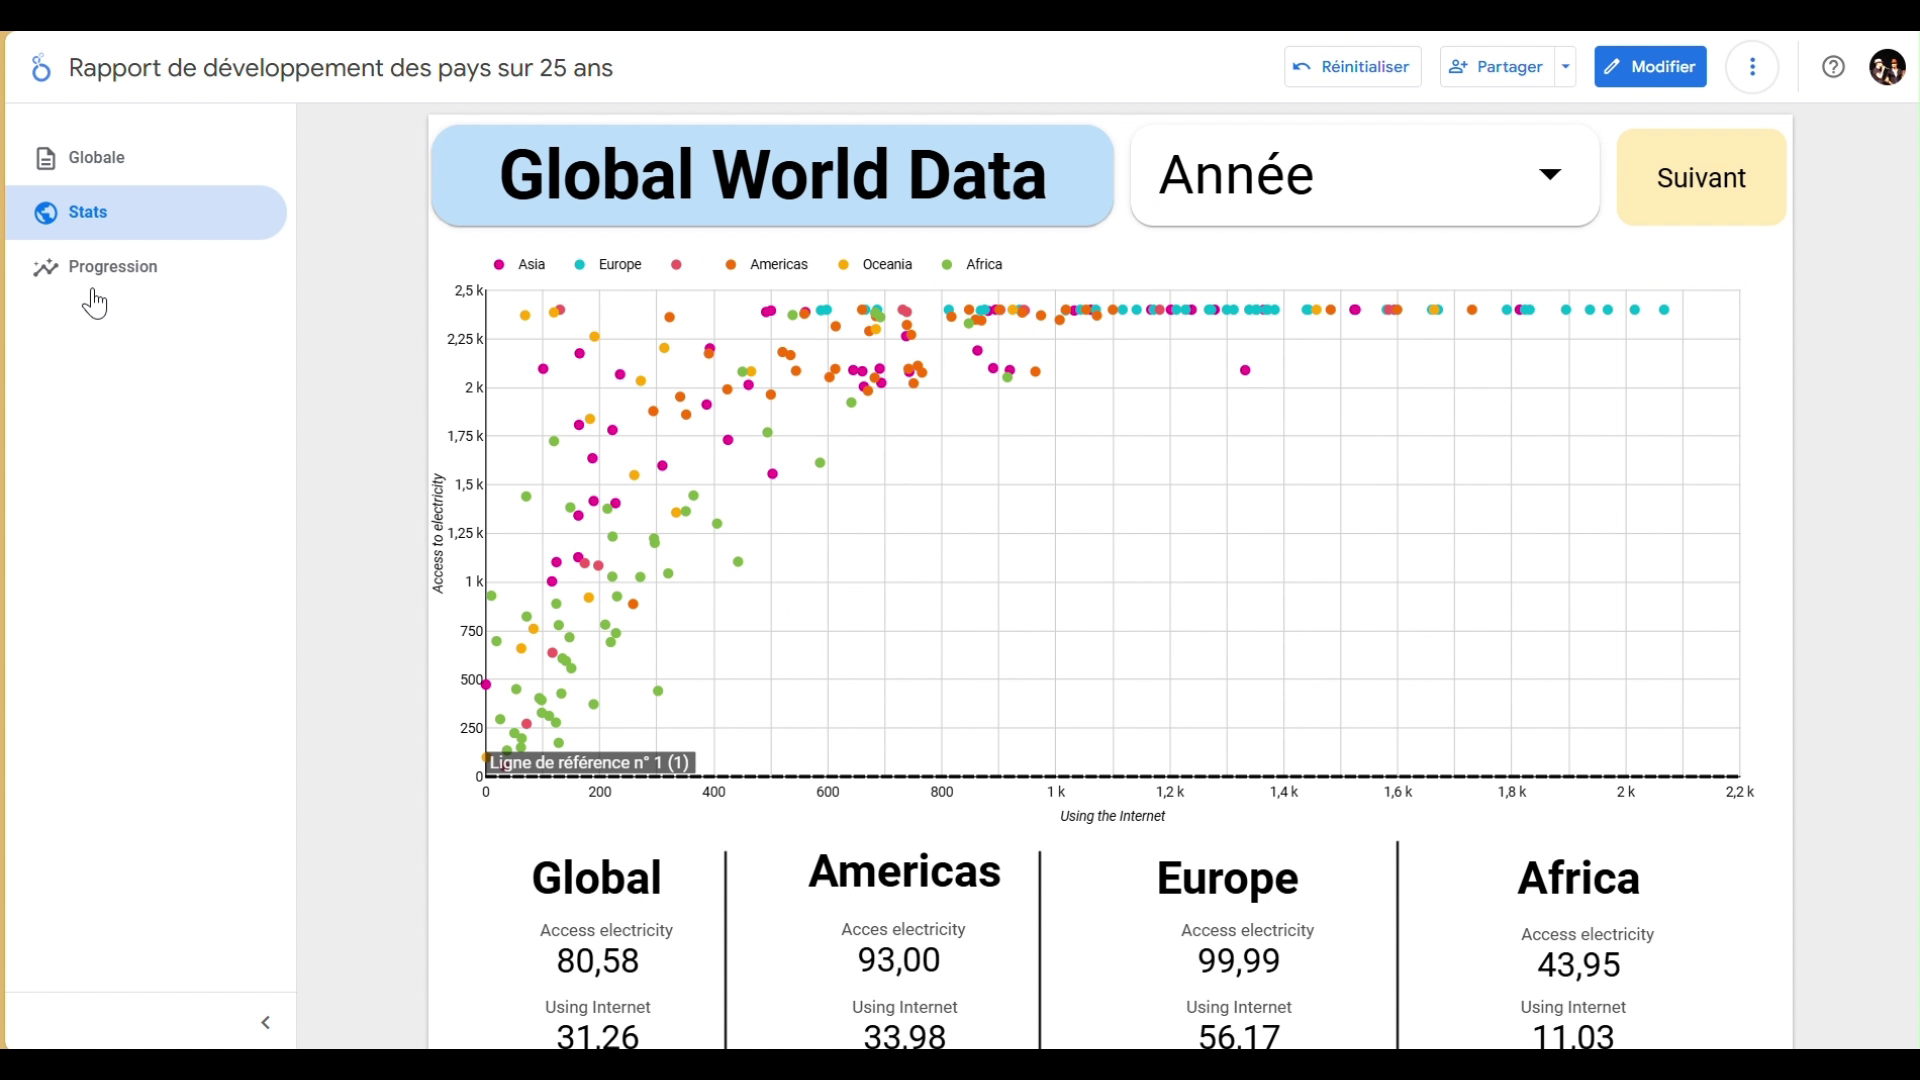 Rapport de développement des pays sur 25 ans
Réinitialiser
Partager
Modifier
Globale
Stats
Progression
Global World Data
Année
Suivant
Asia
Europe
Americas
Oceania
Africa
2,5 k
2,25 k
2 k
1,75 k
1,5 k
1,25 k
1 k
750
500
250
0
Access to electricity
Ligne de référence n° 1 (1)
0 200 400 600 800 1 k 1,2 k 1,4 k 1,6 k 1,8 k 2 k 2,2 k
Using the Internet
Global
Access electricity
80,58
Using Internet
31,26
Americas
Acces electricity
93,00
Using Internet
33,98
Europe
Access electricity
99,99
Using Internet
56,17
Africa
Access electricity
43,95
Using Internet
11,03